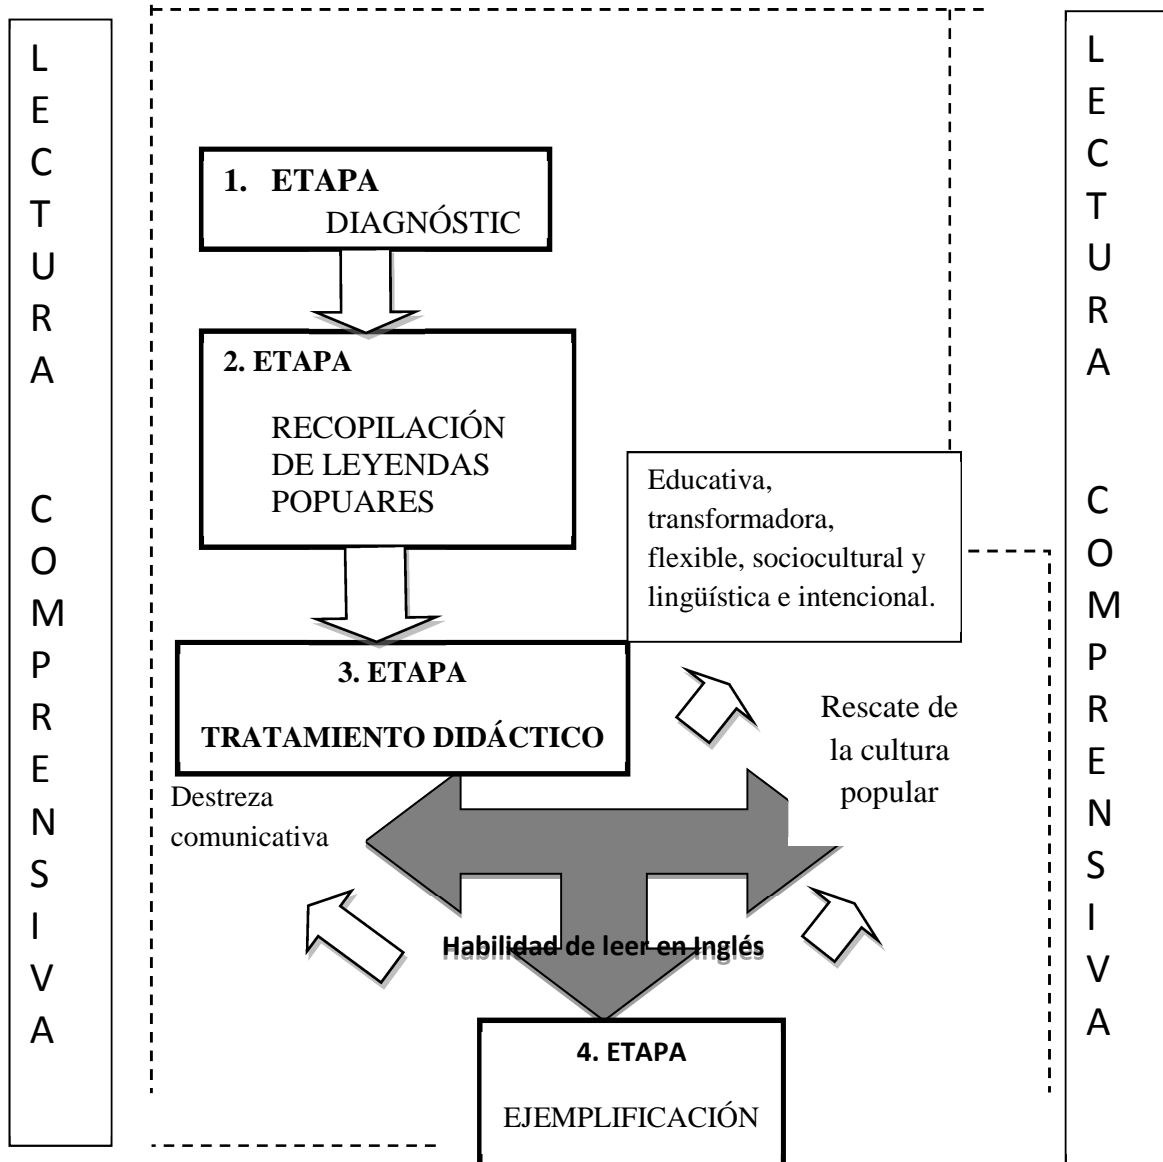 L
E
C
T
U
R
A
C
O
M
P
R
E
N
S
I
V
A
1. ETAPA
DIAGNÓSTIC
2. ETAPA
RECOPILACIÓN
DE LEYENDAS
POPUARES
Educativa,
transformadora,
flexible, sociocultural y
lingüística e intencional.
3. ETAPA
TRATAMIENTO DIDÁCTICO
Rescate de
la cultura
popular
Destreza
comunicativa
Habilidad de leer en Inglés
4. ETAPA
EJEMPLIFICACIÓN
L
E
C
T
U
R
A
C
O
M
P
R
E
N
S
I
V
A